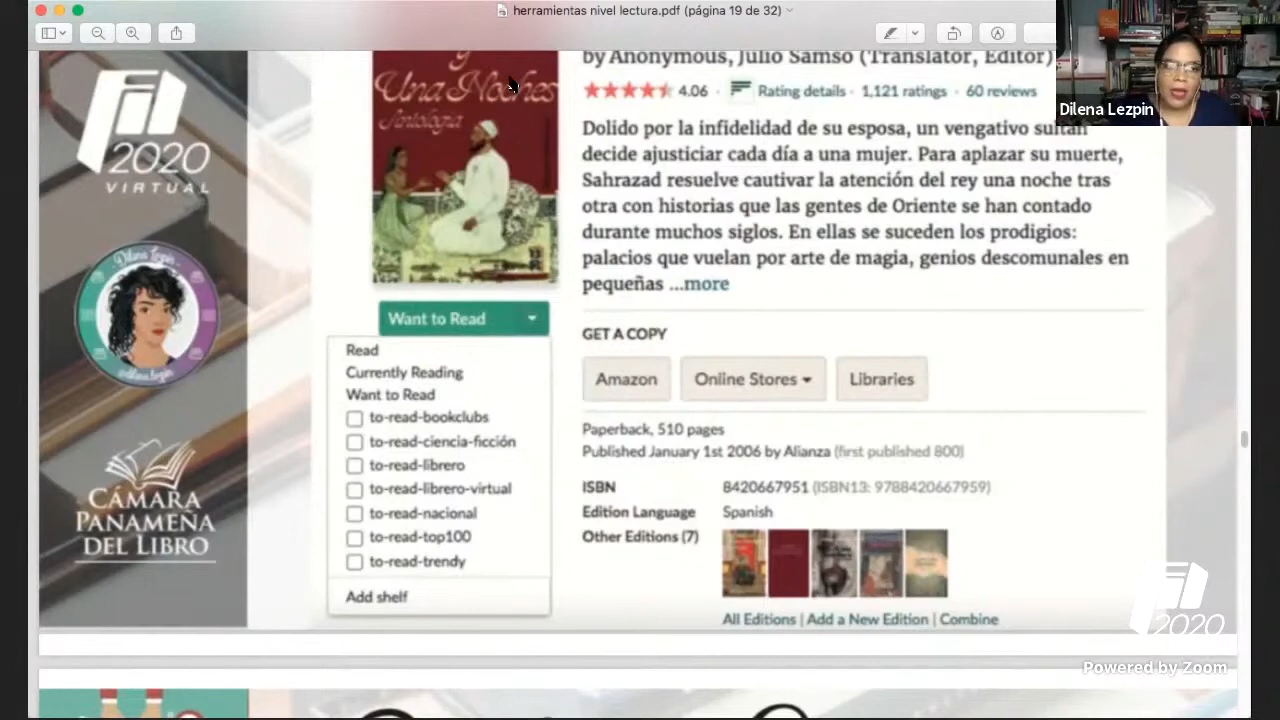 herramientas nivel lectura.pdf (página 19 de 32)
Dilena Lezpin
FIL
2020
VIRTUAL
Dilena Lezpin
CÁMARA
PANAMEÑA
DEL LIBRO
y
Una Noches
Antología
by Anonymous, Julio Samsó (Translator, Editor)
4.06 · Rating details · 1,121 ratings · 60 reviews
Dolido por la infidelidad de su esposa, un vengativo sultán
decide ajusticiar cada día a una mujer. Para aplazar su muerte,
Sahrazad resuelve cautivar la atención del rey una noche tras
otra con historias que las gentes de Oriente se han contado
durante muchos siglos. En ellas se suceden los prodigios:
palacios que vuelan por arte de magia, genios descomunales en
pequeñas ...more
Want to Read
Read
Currently Reading
Want to Read
to-read-bookclubs
to-read-ciencia-ficción
to-read-librero
to-read-librero-virtual
to-read-nacional
to-read-top100
to-read-trendy
Add shelf
GET A COPY
Amazon
Online Stores
Libraries
Paperback, 510 pages
Published January 1st 2006 by Alianza (first published 800)
ISBN 8420667951 (ISBN13: 9788420667959)
Edition Language Spanish
Other Editions (7)
All Editions | Add a New Edition | Combine
FIL
2020
Powered by Zoom